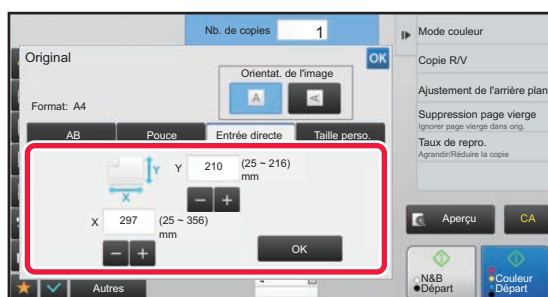 Nb. de copies 1
Original
OK
Orientat. de l'image
A A
Format: A4
AB Pouce Entrée directe Taille perso.
Y
X
Y 210 (25 ~ 216)
mm
X 297 (25 ~ 356)
mm
OK
Autres
Mode couleur
Copie R/V
Ajustement de l'arrière plan
Suppression page vierge
Ignorer page vierge dans orig.
Taux de repro.
Agrandir/Réduire la copie
Aperçu
CA
N&B
Départ
Couleur
Départ